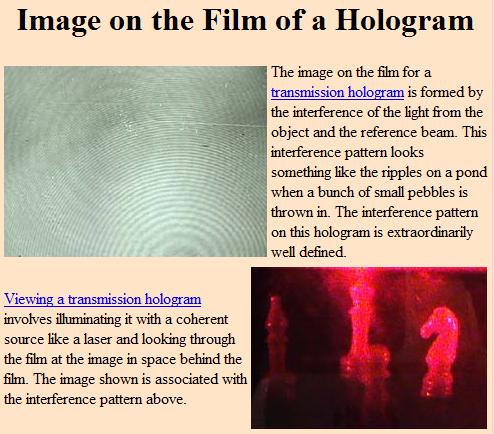 Image on the Film of a Hologram
The image on the film for a
transmission hologram is formed by
the interference of the light from the
object and the reference beam. This
interference pattern looks
something like the ripples on a pond
when a bunch of small pebbles is
thrown in. The interference pattern
on this hologram is extraordinarily
well defined.
Viewing a transmission hologram
involves illuminating it with a coherent
source like a laser and looking through
the film at the image in space behind the
film. The image shown is associated with
the interference pattern above.